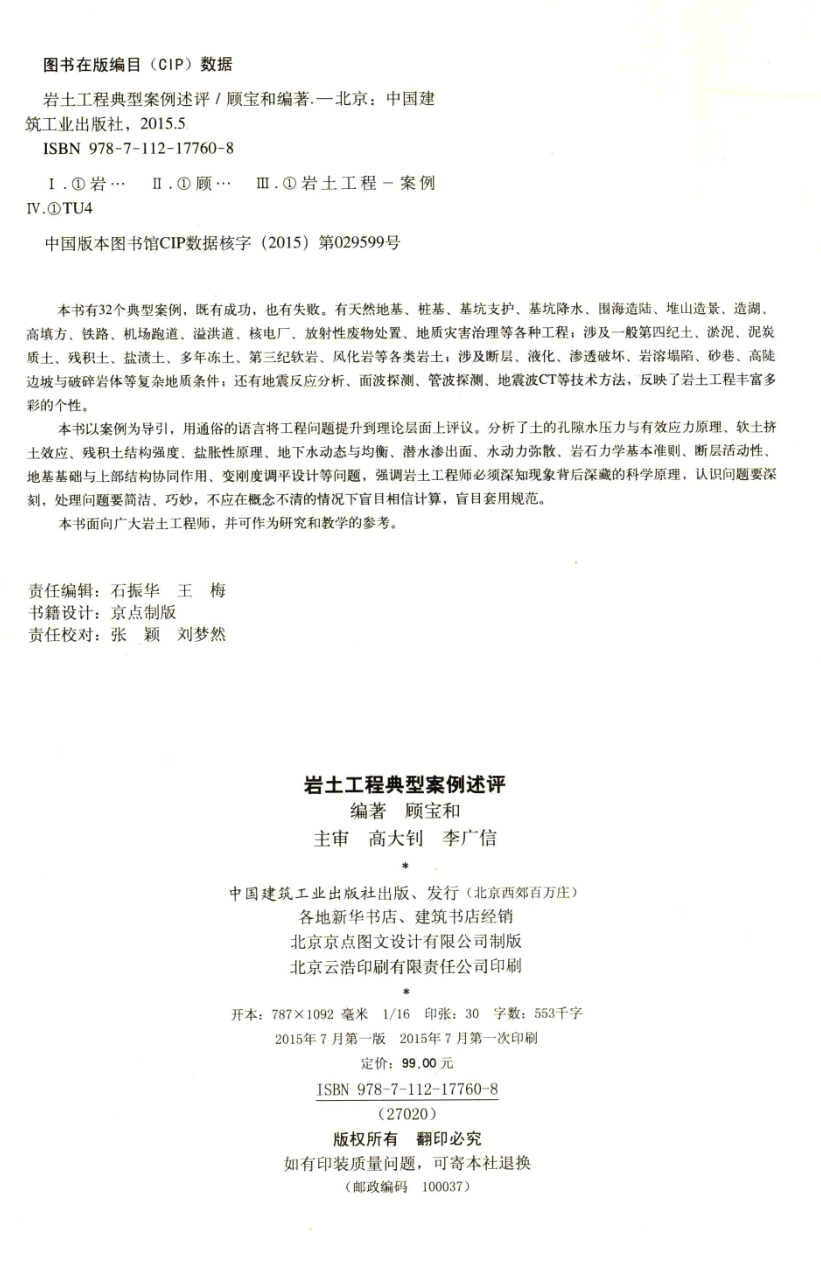 图书在版编目（CIP）数据
岩土工程典型案例述评 / 顾宝和编著.—北京：中国建
筑工业出版社，2015.5
ISBN 978-7-112-17760-8
Ⅰ.①岩… Ⅱ.①顾… Ⅲ.①岩土工程－案例
Ⅳ.①TU4
中国版本图书馆CIP数据核字（2015）第029599号
本书有32个典型案例，既有成功，也有失败。有天然地基、桩基、基坑支护、基坑降水、围海造陆、堆山造景、造湖、
高填方、铁路、机场跑道、溢洪道、核电厂、放射性废物处置、地质灾害治理等各种工程；涉及一般第四纪土、淤泥、泥炭
质土、残积土、盐渍土、多年冻土、第三纪软岩、风化岩等各类岩土；涉及断层、液化、渗透破坏、岩溶塌陷、砂巷、高陡
边坡与破碎岩体等复杂地质条件；还有地震反应分析、面波探测、管波探测、地震波CT等技术方法，反映了岩土工程丰富多
彩的个性。
本书以案例为导引，用通俗的语言将工程问题提升到理论层面上评议。分析了土的孔隙水压力与有效应力原理、软土挤
土效应、残积土结构强度、盐胀性原理、地下水动态与均衡、潜水渗出面、水动力弥散、岩石力学基本准则、断层活动性、
地基基础与上部结构协同作用、变刚度调平设计等问题，强调岩土工程师必须深知现象背后深藏的科学原理，认识问题要深
刻，处理问题要简洁、巧妙，不应在概念不清的情况下盲目相信计算，盲目套用规范。
本书面向广大岩土工程师，并可作为研究和教学的参考。
责任编辑：石振华 王 梅
书籍设计：京点制版
责任校对：张 颖 刘梦然
岩土工程典型案例述评
编著 顾宝和
主审 高大钊 李广信
*
中国建筑工业出版社出版、发行（北京西郊百万庄）
各地新华书店、建筑书店经销
北京京点图文设计有限公司制版
北京云浩印刷有限责任公司印刷
*
开本：787×1092 毫米 1/16 印张：30 字数：553千字
2015年7月第一版 2015年7月第一次印刷
定价：99.00 元
ISBN 978-7-112-17760-8
（27020）
版权所有 翻印必究
如有印装质量问题，可寄本社退换
（邮政编码 100037）